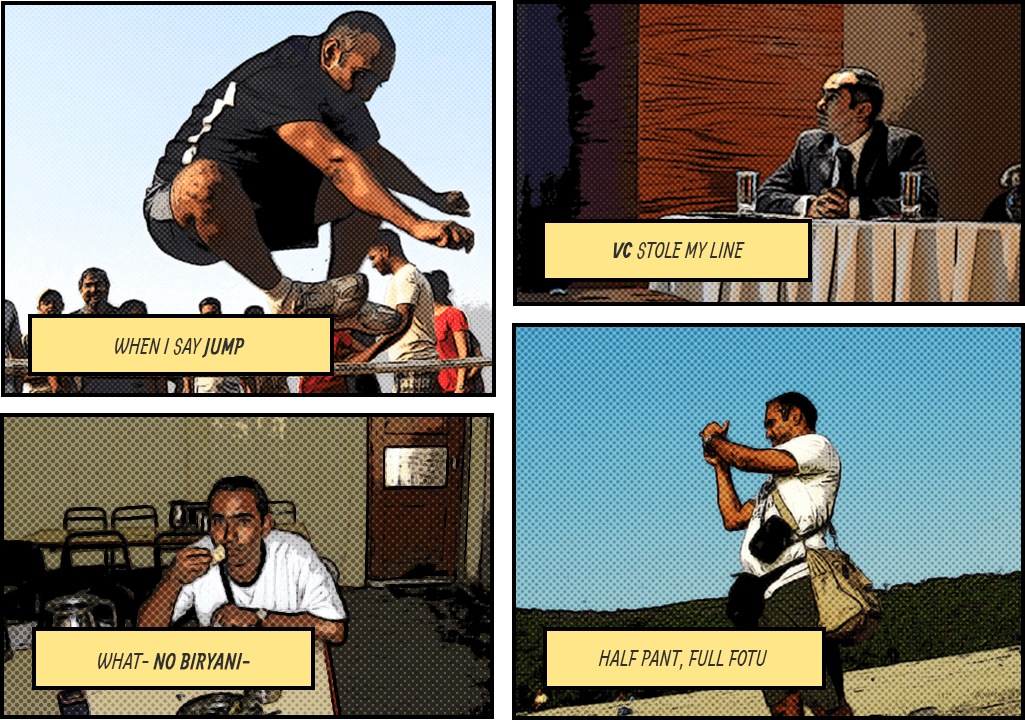 WHEN I SAY JUMP
VC STOLE MY LINE
WHAT- NO BIRYANI-
HALF PANT, FULL FOTU